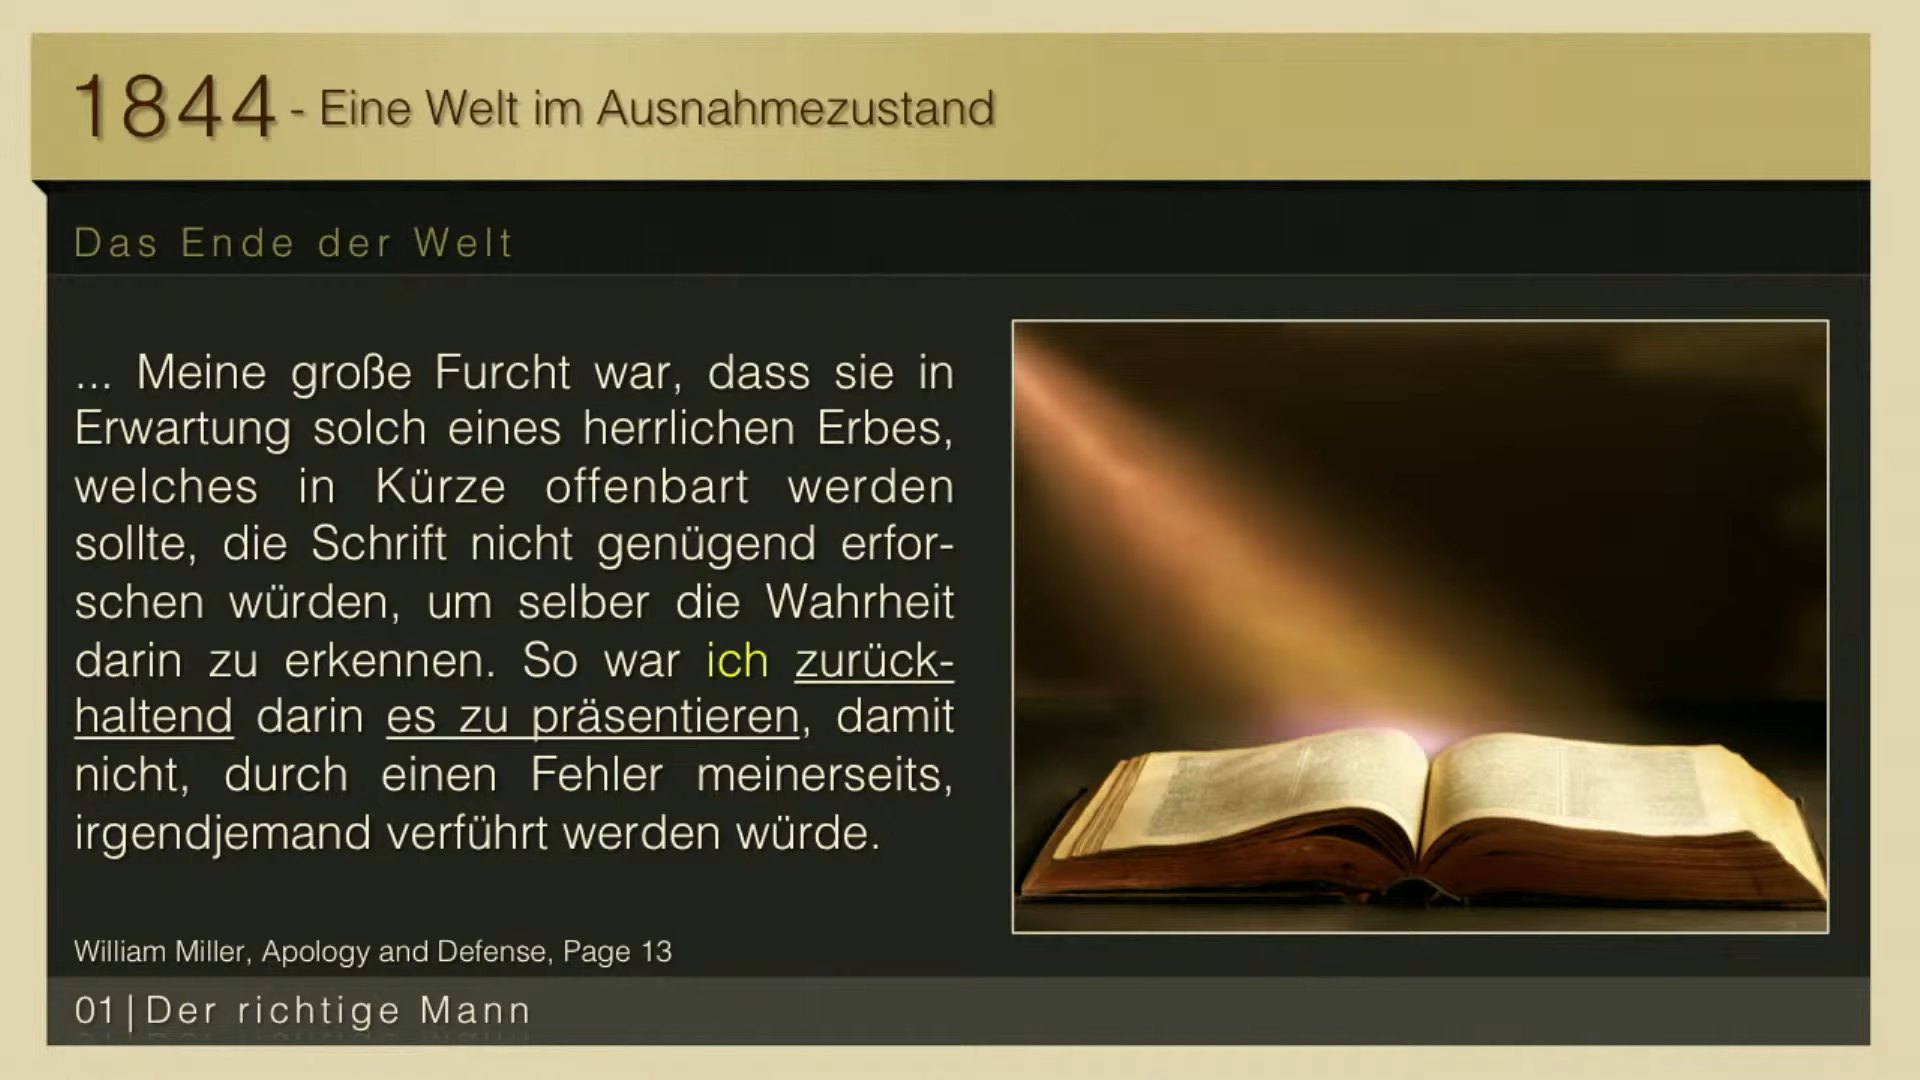 1844 - Eine Welt im Ausnahmezustand
Das Ende der Welt
... Meine große Furcht war, dass sie in
Erwartung solch eines herrlichen Erbes,
welches in Kürze offenbart werden
sollte, die Schrift nicht genügend erfor-
schen würden, um selber die Wahrheit
darin zu erkennen. So war ich zurück-
haltend darin es zu präsentieren, damit
nicht, durch einen Fehler meinerseits,
irgendjemand verführt werden würde.
William Miller, Apology and Defense, Page 13
01|Der richtige Mann